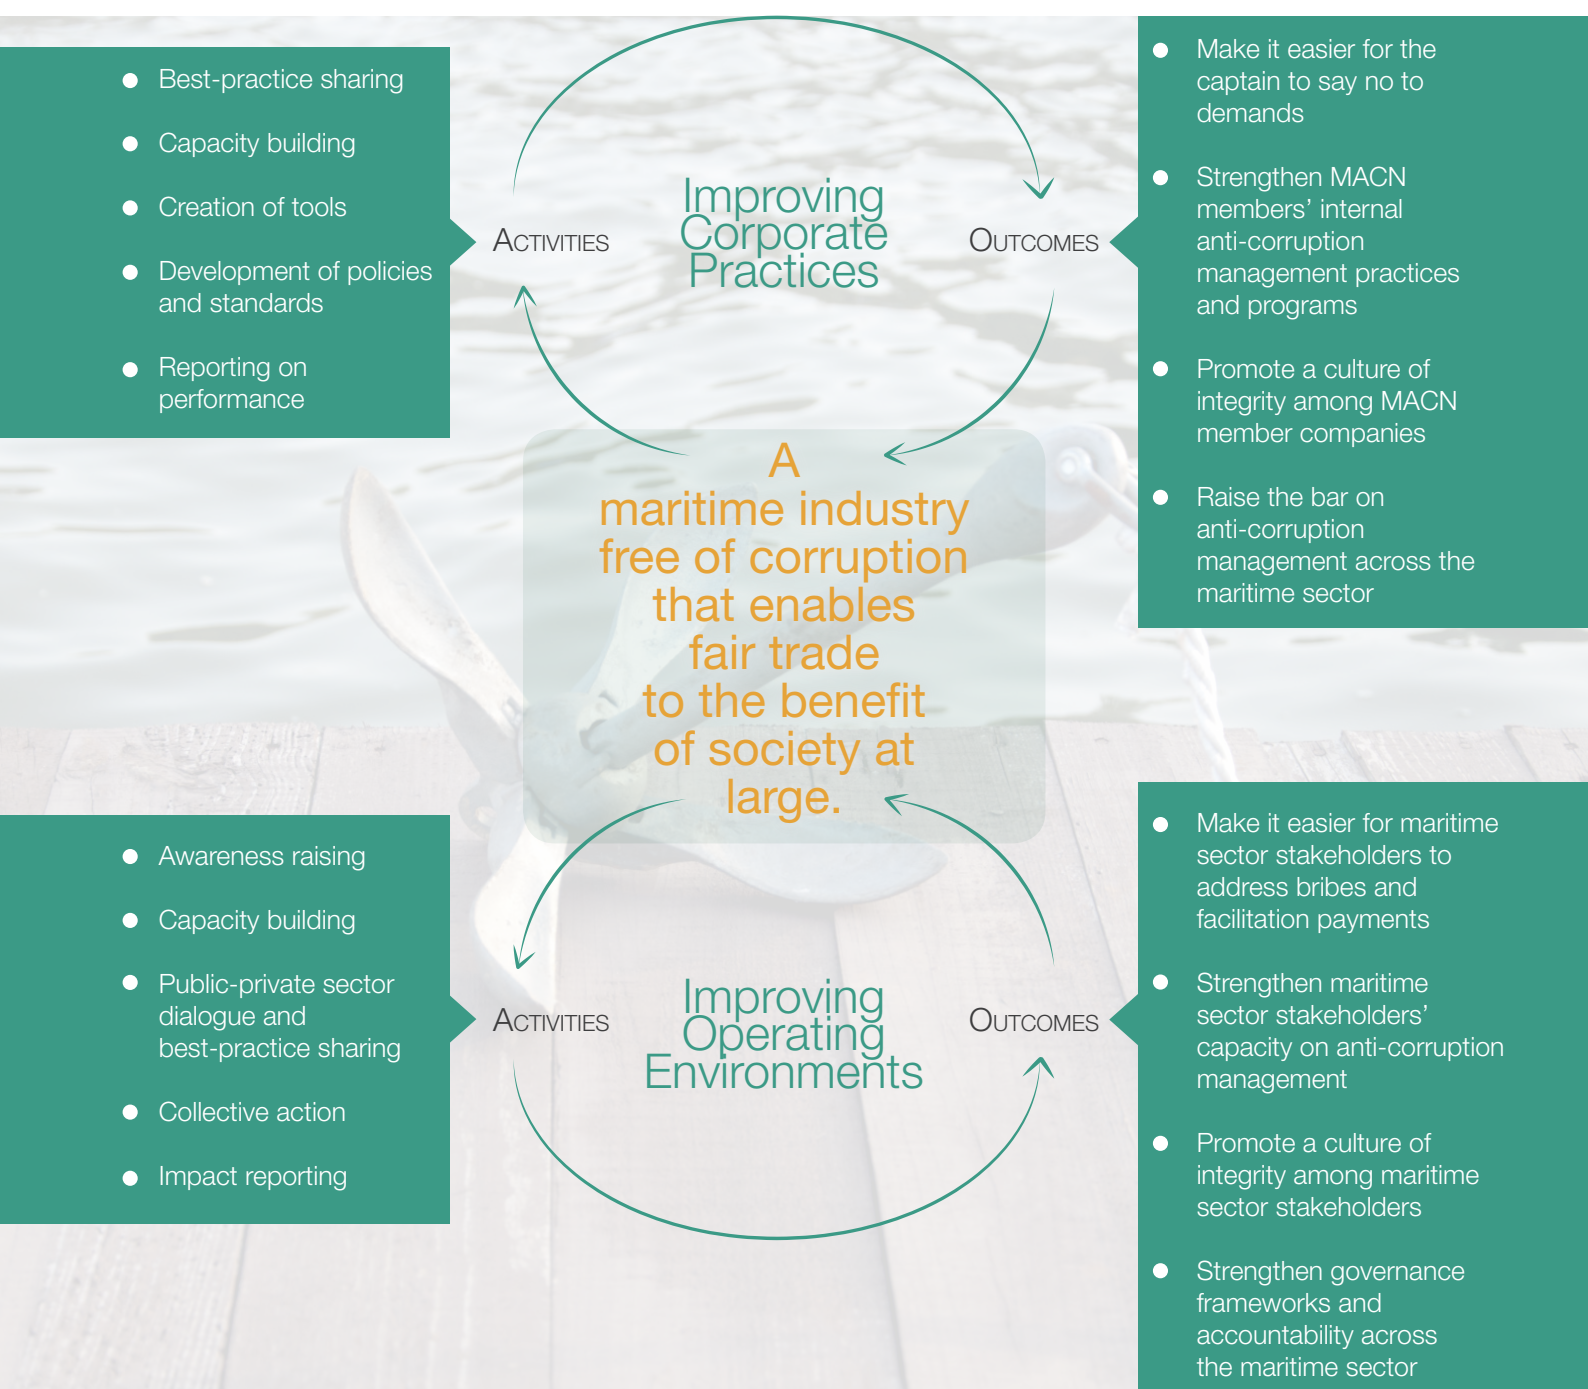 Best-practice sharing
Capacity building
Creation of tools
Development of policies
and standards
Reporting on
performance
ACTIVITIES
Improving
Corporate
Practices
OUTCOMES
Make it easier for the
captain to say no to
demands
Strengthen MACN
members’ internal
anti-corruption
management practices
and programs
Promote a culture of
integrity among MACN
member companies
Raise the bar on
anti-corruption
management across the
maritime sector
A
maritime industry
free of corruption
that enables
fair trade
to the benefit
of society at
large.
Awareness raising
Capacity building
Public-private sector
dialogue and
best-practice sharing
Collective action
Impact reporting
ACTIVITIES
Improving
Operating
Environments
OUTCOMES
Make it easier for maritime
sector stakeholders to
address bribes and
facilitation payments
Strengthen maritime
sector stakeholders’
capacity on anti-corruption
management
Promote a culture of
integrity among maritime
sector stakeholders
Strengthen governance
frameworks and
accountability across
the maritime sector